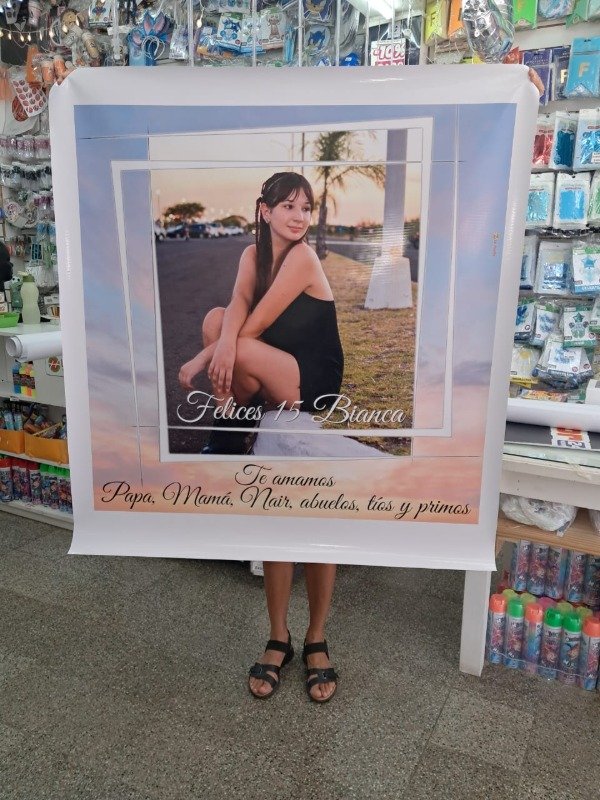 Felices 15 Bianca
Te amamos
Papa, Mamá, Nair, abuelos, tíos y primos
F
F